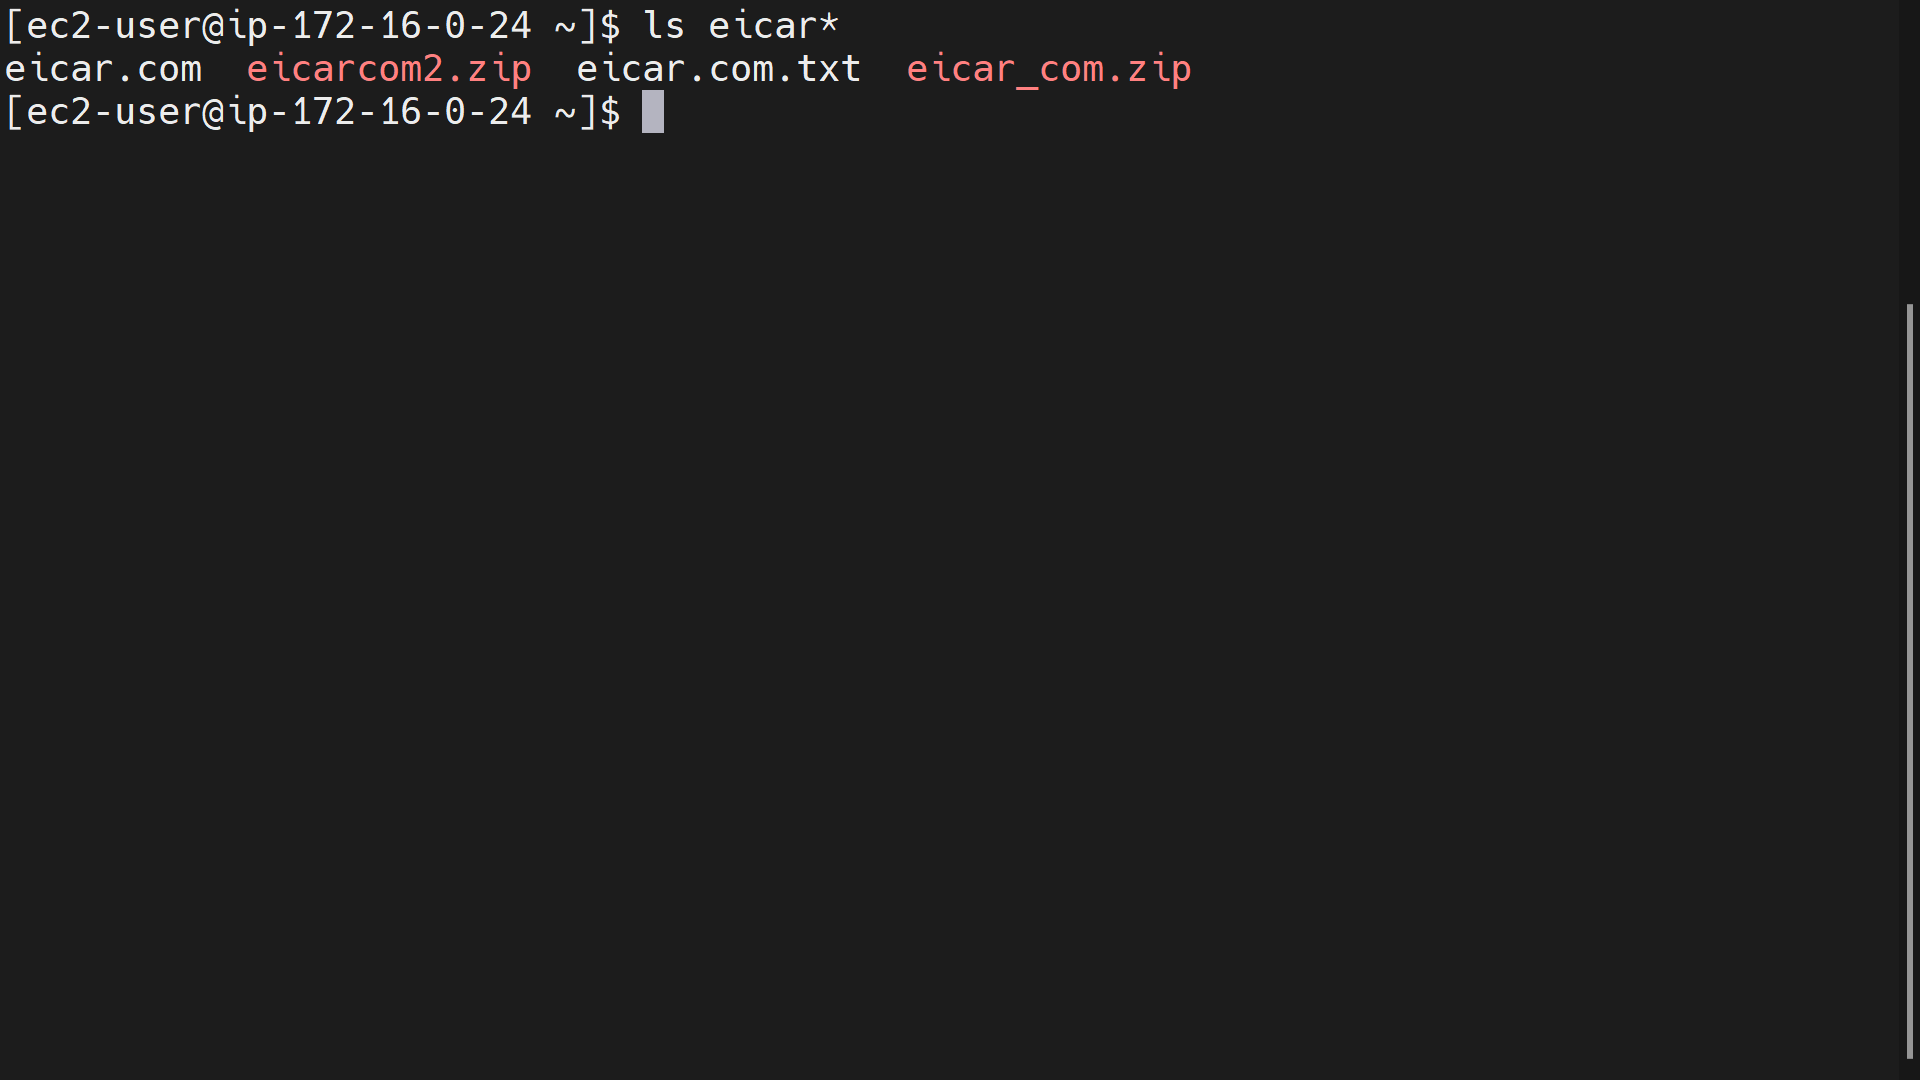 [ec2-user@ip-172-16-0-24 ~]$ ls eicar*
eicar.com  eicarcom2.zip  eicar.com.txt  eicar_com.zip
[ec2-user@ip-172-16-0-24 ~]$